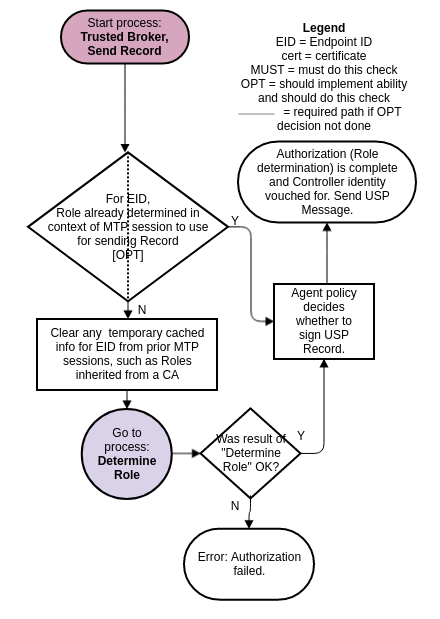 Start process:
Trusted Broker,
Send Record
Legend
EID = Endpoint ID
cert = certificate
MUST = must do this check
OPT = should implement ability
and should do this check
= required path if OPT
decision not done
Authorization (Role
determination) is complete
and Controller identity
vouched for. Send USP
Message.
For EID,
Role already determined in
context of MTP session to use
for sending Record
[OPT]
Y
N
Agent policy
decides
whether to
sign USP
Record.
Clear any temporary cached
info for EID from prior MTP
sessions, such as Roles
inherited from a CA
Go to
process:
Determine
Role
Was result of
"Determine
Role" OK?
Y
N
Error: Authorization
failed.